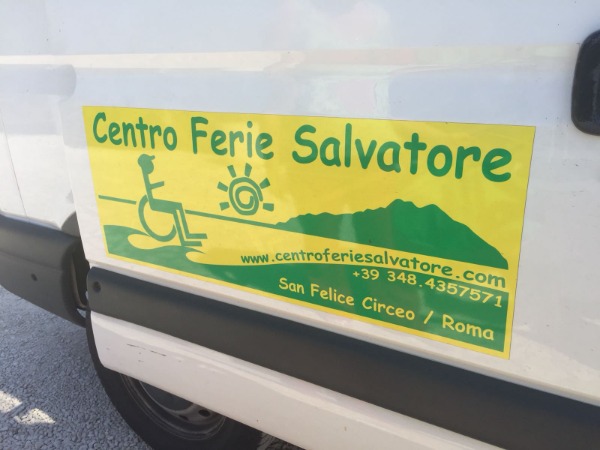 Centro Ferie Salvatore
www.centroferiesalvatore.com
+39 348.4357571
San Felice Circeo / Roma